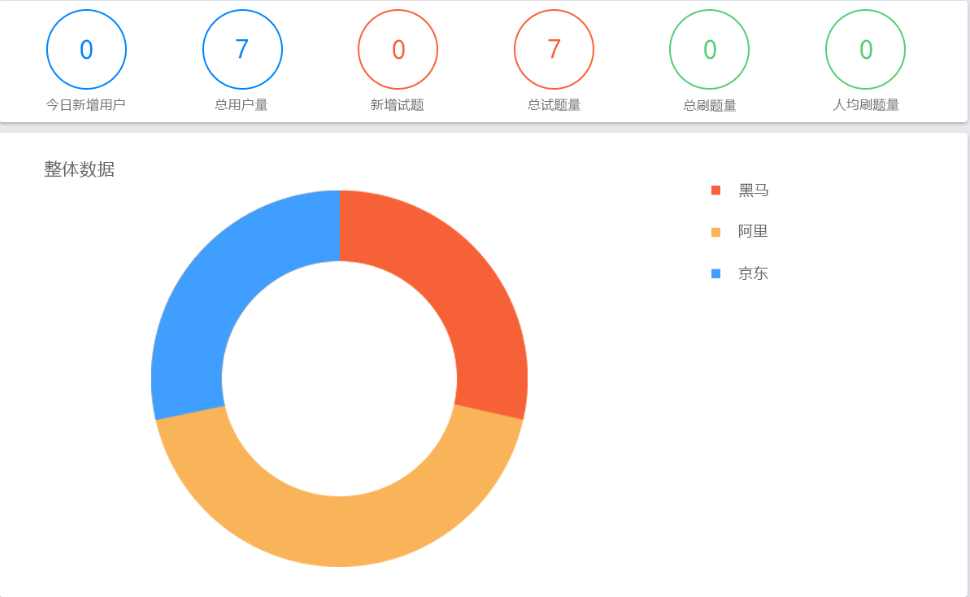 0 7 0 7 0 0
今日新增用户 总用户量 新增试题 总试题量 总刷题量 人均刷题量
整体数据
黑马
阿里
京东